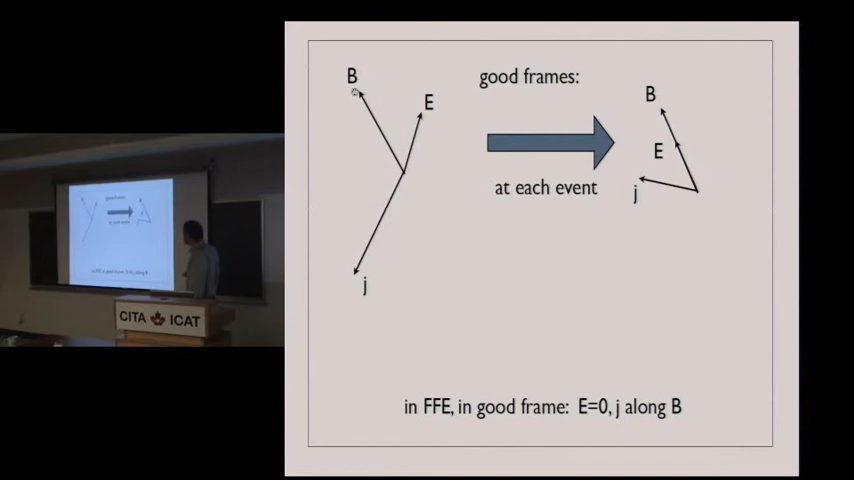 B
E
j
good frames:
at each event
B
E
j
in FFE, in good frame: E=0, j along B
CITA ICAT